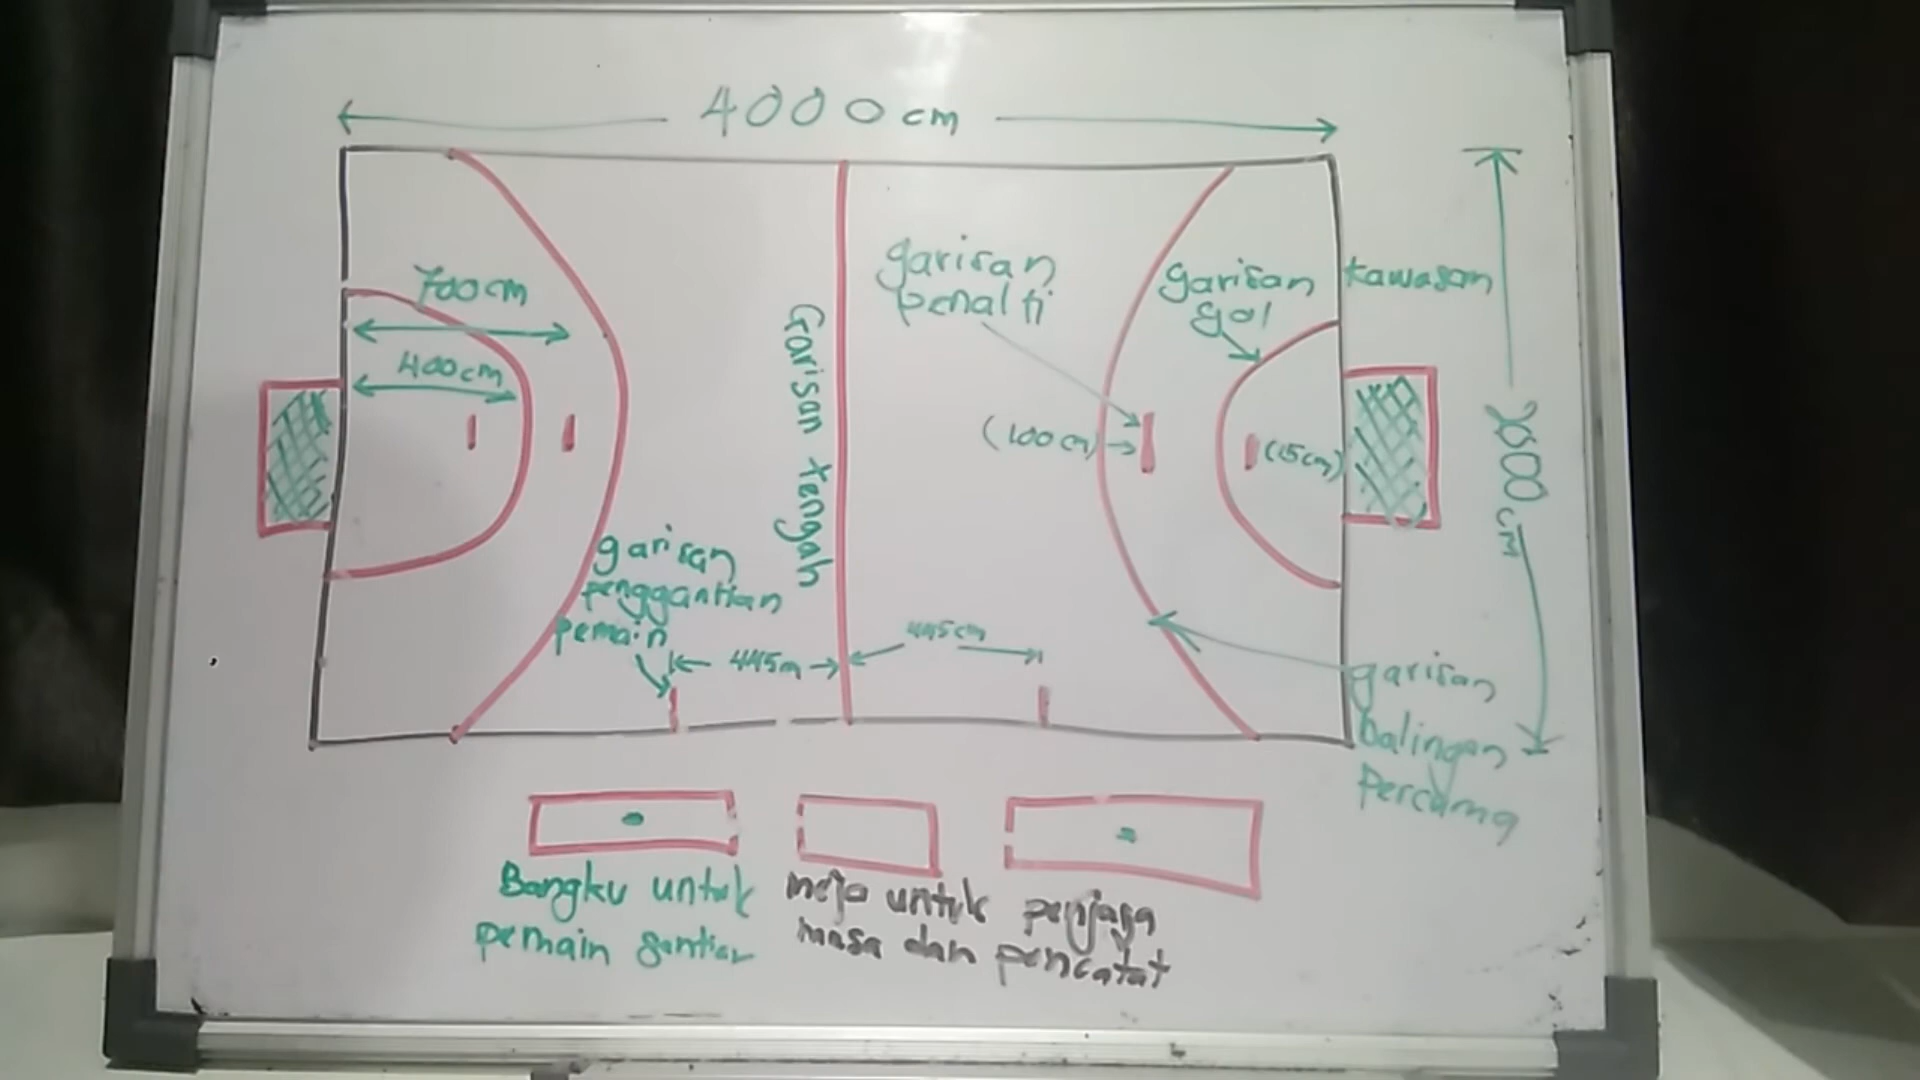 4000 cm
700cm
400cm
garisan
penalti
garisan
gol
kawasan
Garisan tengah
(100cm)
(15cm)
2000 cm
garisan
penggantian
pemain
445m
445cm
garisan
balingan
percuma
Bangku untuk
pemain gantian
meja untuk penjaga
masa dan pencatat